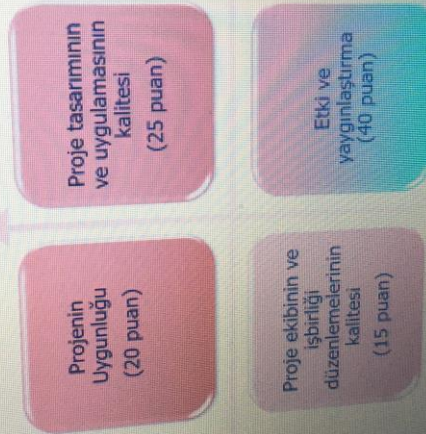 Projenin
Uygunluğu
(20 puan)
Proje tasarımının
ve uygulamasının
kalitesi
(25 puan)
Proje ekibinin ve
işbirliği
düzenlemelerinin
kalitesi
(15 puan)
Etki ve
yaygınlaştırma
(40 puan)